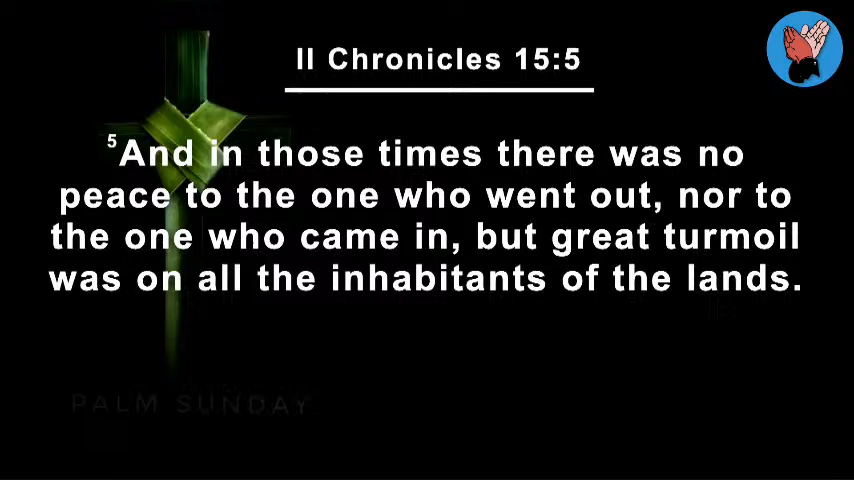 II Chronicles 15:5
5And in those times there was no
peace to the one who went out, nor to
the one who came in, but great turmoil
was on all the inhabitants of the lands.
PALM SUNDAY